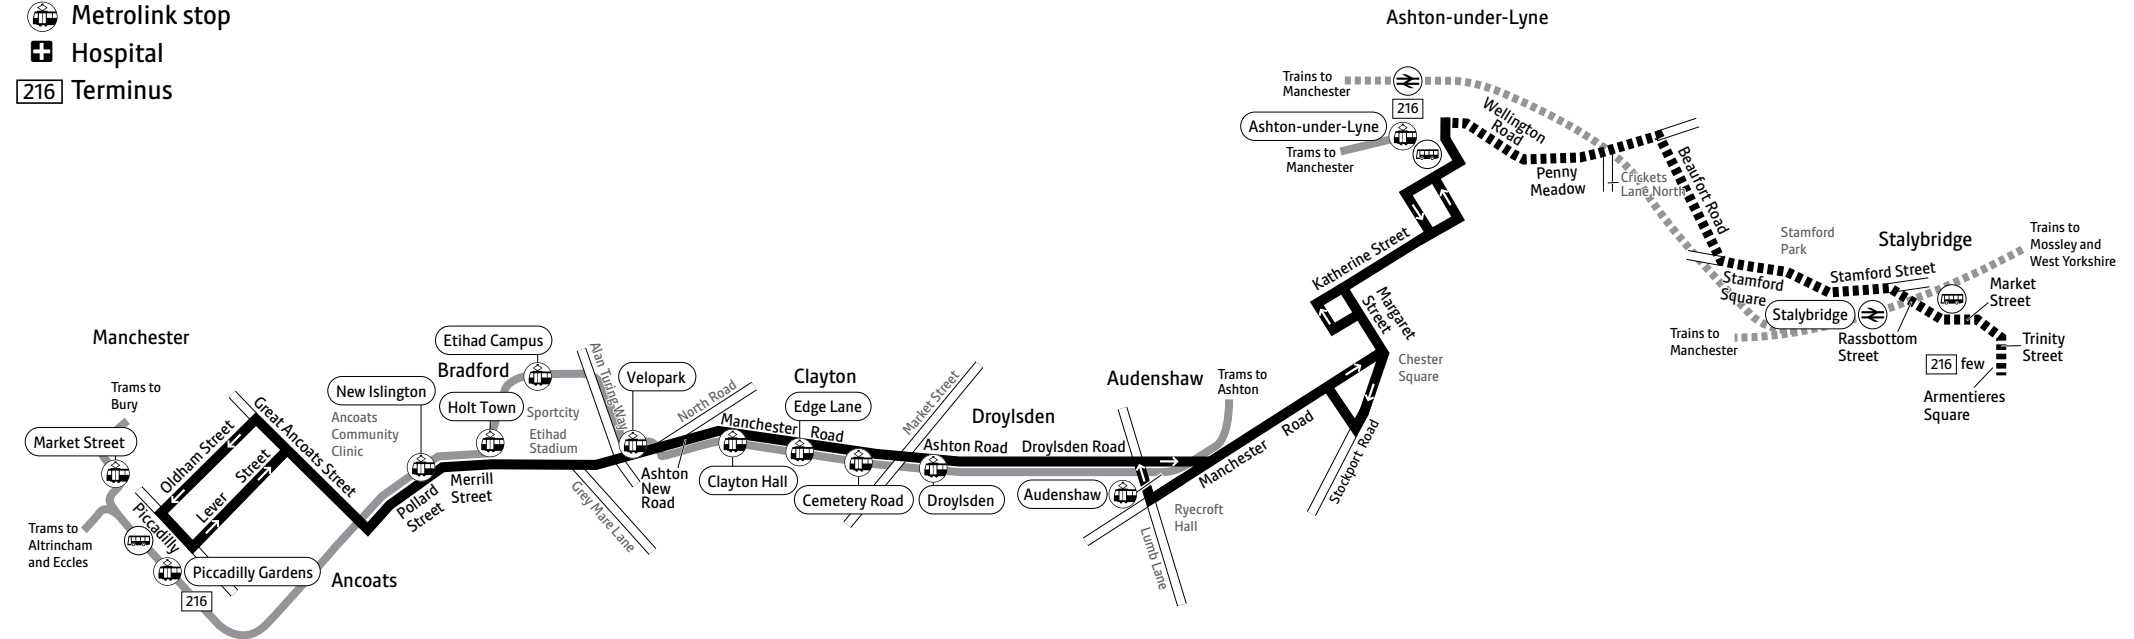 Metrolink stop
Hospital
216 Terminus
Ashton-under-Lyne
Trains to
Manchester
216
Ashton-under-Lyne
Trams to
Manchester
Wellington
Road
Penny
Meadow
Crickets
Lane North
Beaufort Road
Stamford
Park
Stalybridge
Trains to
Mossley and
West Yorkshire
Stamford Street
Stamford
Square
Market
Street
Stalybridge
Trains to
Manchester
Rassbottom
Street
Trinity
Street
216 few
Armentieres
Square
Katherine Street
Margaret
Street
Chester
Square
Stockport Road
Manchester
Trams to
Bury
Market Street
Oldham Street
Great Ancoats Street
Lever Street
Piccadilly
Trams to
Altrincham
and Eccles
Piccadilly Gardens
216
Ancoats
New Islington
Ancoats
Community
Clinic
Pollard
Street
Merrill
Street
Bradford
Etihad Campus
Holt Town
Sportcity
Etihad
Stadium
Alan Turing Way
Grey Mare Lane
Velopark
North Road
Ashton
New
Road
Clayton
Manchester Road
Edge Lane
Clayton Hall
Cemetery Road
Market Street
Droylsden
Ashton Road
Droylsden
Droylsden Road
Audenshaw
Audenshaw
Trams to
Ashton
Manchester Road
Ryecroft
Hall
Lumb Lane